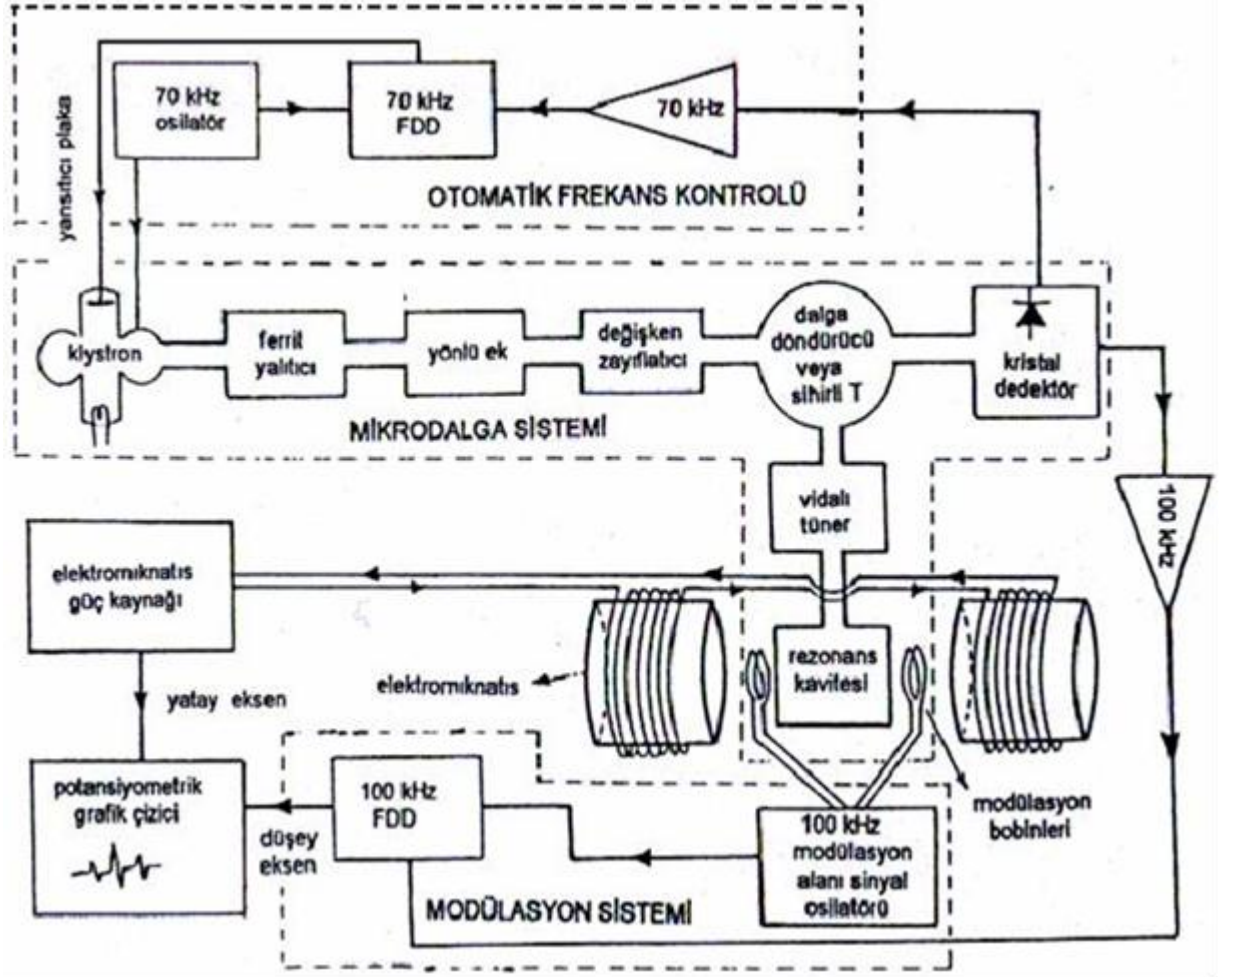 70 kHz
osilatör
70 kHz
FDD
70 kHz
yansıtıcı plaka
OTOMATİK FREKANS KONTROLÜ
klystron
ferrit
yalıtıcı
yönlü ek
değişken
zayıflatıcı
dalga
döndürücü
veya
sihirli T
kristal
dedektör
MİKRODALGA SİSTEMİ
vidalı
tüner
100 kHz
elektromıknatıs
güç kaynağı
elektromıknatıs
rezonans
kavitesi
yatay eksen
potansiyometrik
grafik çizici
düşey
eksen
100 kHz
FDD
100 kHz
modülasyon
alanı sinyal
osilatörü
modülasyon
bobinleri
MODÜLASYON SİSTEMİ